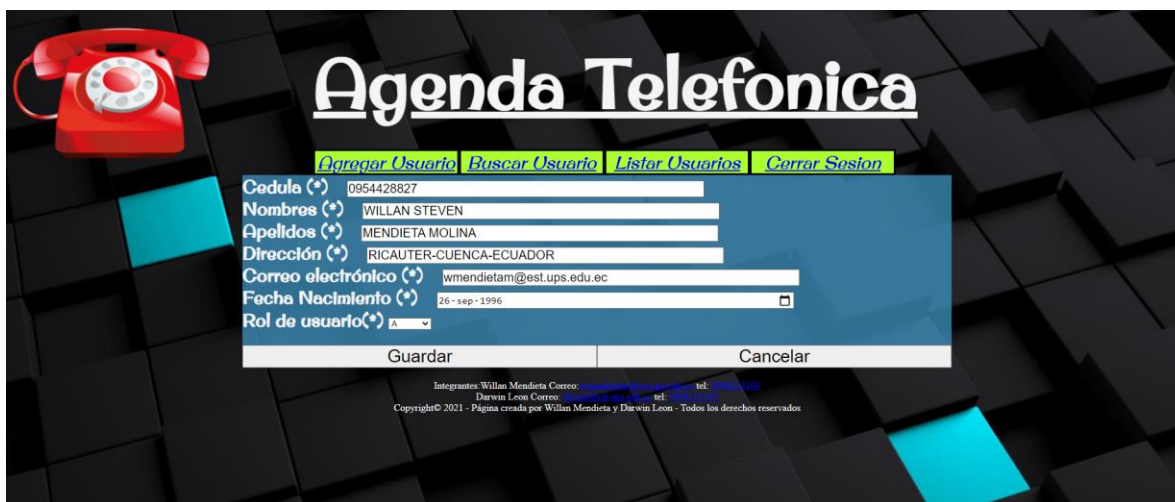 Agenda Telefonica
Agregar Usuario Buscar Usuario Listar Usuarios Cerrar Sesion
Cedula (*) 0954428827
Nombres (*) WILLAN STEVEN
Apelidos (*) MENDIETA MOLINA
Dirección (*) RICAUTER-CUENCA-ECUADOR
Correo electrónico (*) wmendietam@est.ups.edu.ec
Fecha Nacimiento (*) 26-sep-1996
Rol de usuario(*) A
Guardar Cancelar
Integrantes:Willan Mendieta Correo: tel:
Darwin Leon Correo: tel:
Copyright© 2021 - Página creada por Willan Mendieta y Darwin Leon - Todos los derechos reservados